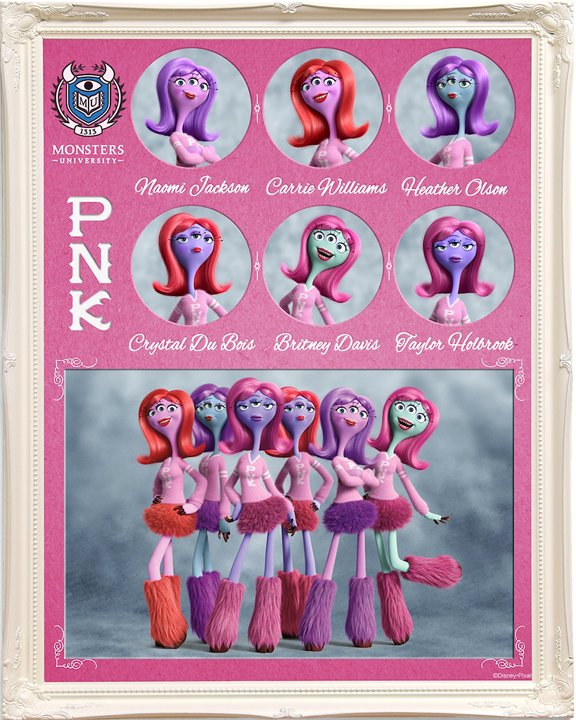 MU
1313
MONSTERS
UNIVERSITY
Naomi Jackson
Carrie Williams
Heather Olson
PNK
Crystal Du Bois
Britney Davis
Taylor Holbrook
©Disney•Pixar